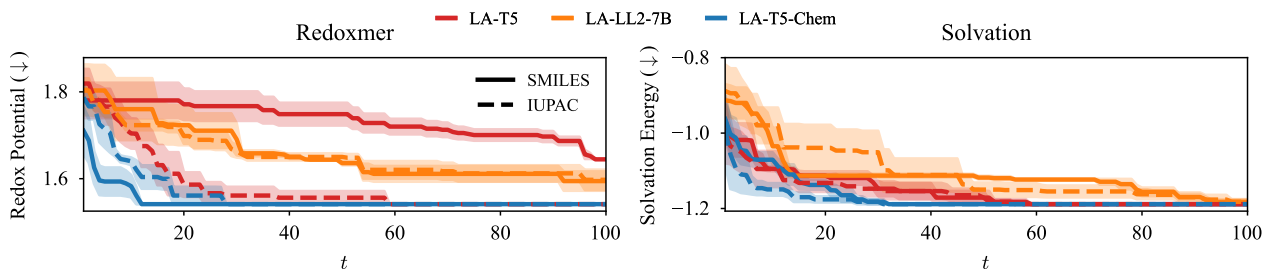 LA-T5 LA-LL2-7B LA-T5-Chem
Redoxmer
Redox Potential (↓)
1.8
1.6
SMILES
IUPAC
20 40 60 80 100
t
Solvation
Solvation Energy (↓)
−0.8
−1.0
−1.2
20 40 60 80 100
t